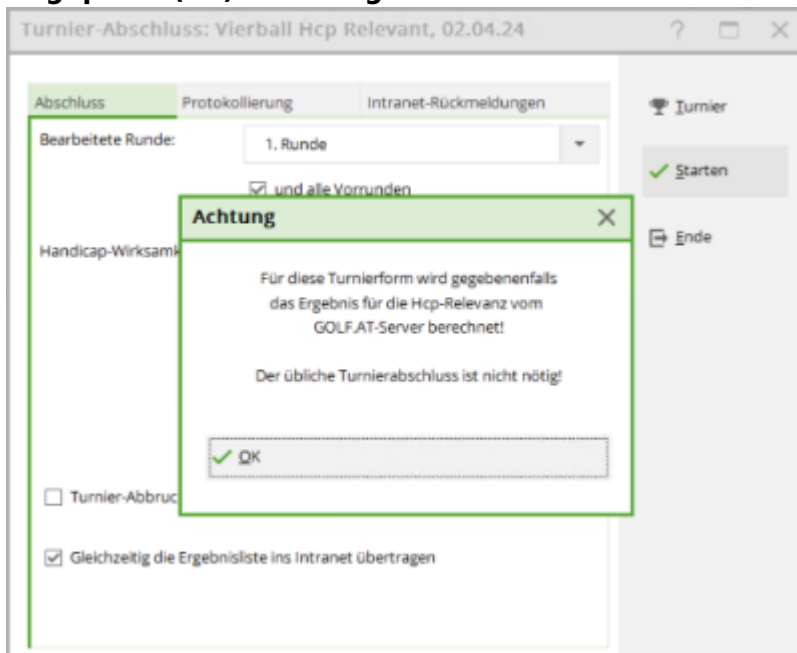 Turnier-Abschluss: Vierball Hcp Relevant, 02.04.24
Abschluss Protokollierung Intranet-Rückmeldungen
Bearbeitete Runde: 1. Runde
und alle Vorrunden
Achtung
Handicap-Wirksamk
Für diese Turnierform wird gegebenenfalls
das Ergebnis für die Hcp-Relevanz vom
GOLF.AT-Server berechnet!
Der übliche Turnierabschluss ist nicht nötig!
OK
Turnier-Abbruc
Gleichzeitig die Ergebnisliste ins Intranet übertragen
Turnier
Starten
Ende